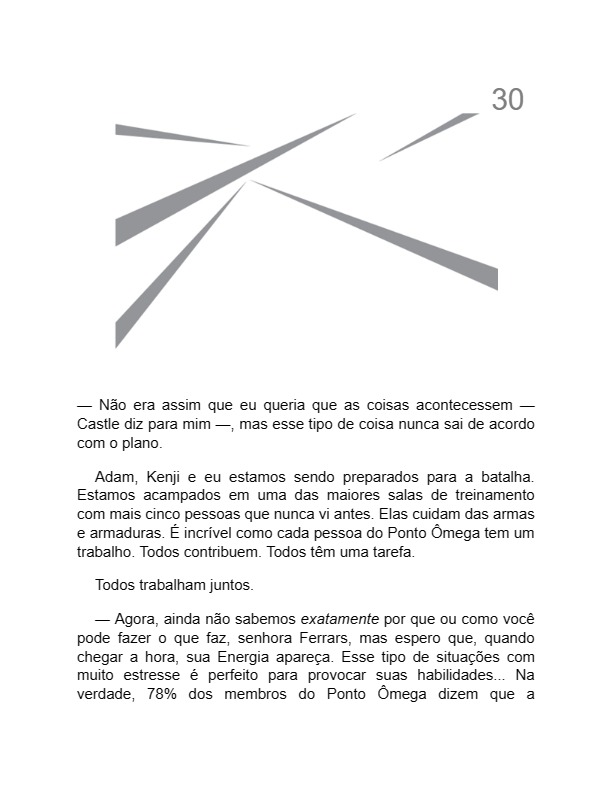 30
— Não era assim que eu queria que as coisas acontecessem —
Castle diz para mim —, mas esse tipo de coisa nunca sai de acordo
com o plano.
Adam, Kenji e eu estamos sendo preparados para a batalha.
Estamos acampados em uma das maiores salas de treinamento
com mais cinco pessoas que nunca vi antes. Elas cuidam das armas
e armaduras. É incrível como cada pessoa do Ponto Ômega tem um
trabalho. Todos contribuem. Todos têm uma tarefa.
Todos trabalham juntos.
— Agora, ainda não sabemos exatamente por que ou como você
pode fazer o que faz, senhora Ferrars, mas espero que, quando
chegar a hora, sua Energia apareça. Esse tipo de situações com
muito estresse é perfeito para provocar suas habilidades... Na
verdade, 78% dos membros do Ponto Ômega dizem que a